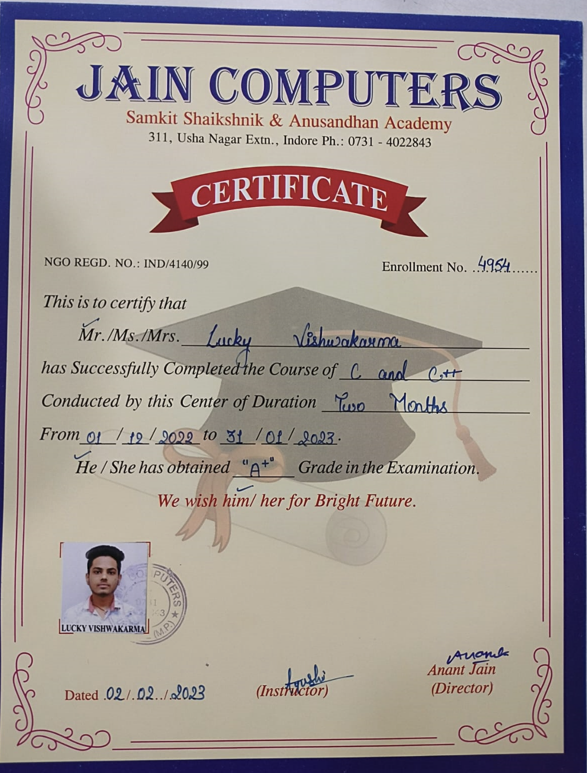 JAIN COMPUTERS
Samkit Shaikshnik & Anusandhan Academy
311, Usha Nagar Extn., Indore Ph.: 0731 - 4022843
CERTIFICATE
NGO REGD. NO.: IND/4140/99
Enrollment No. ..4954......
This is to certify that
Mr./Ms./Mrs. Lucky Vishwakarma
has Successfully Completed the Course of C and C++
Conducted by this Center of Duration Two Months
From 01 / 12 / 2022 to 31 / 01 / 2023.
He / She has obtained "A+" Grade in the Examination.
We wish him/ her for Bright Future.
LUCKY VISHWAKARMA
PUTERS
(M.P.)
Dated .02./.02../.2023
(Instructor)
Anant Jain
(Director)